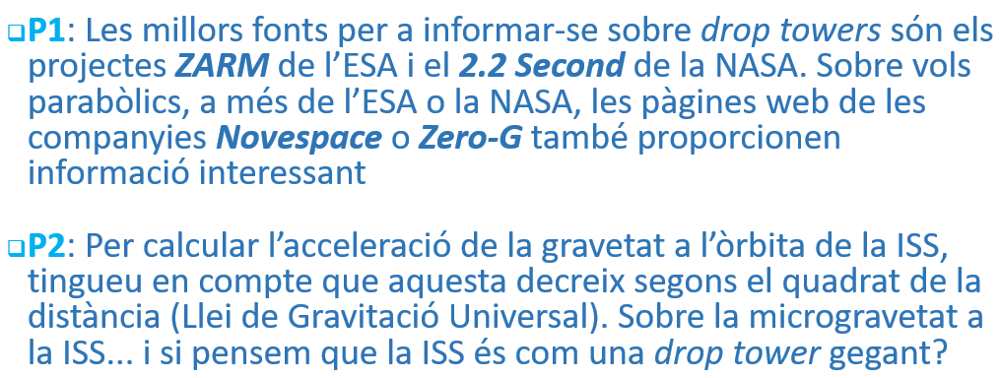 ❑P1: Les millors fonts per a informar-se sobre drop towers són els
projectes ZARM de l'ESA i el 2.2 Second de la NASA. Sobre vols
parabòlics, a més de l'ESA o la NASA, les pàgines web de les
companyies Novespace o Zero-G també proporcionen
informació interessant
❑P2: Per calcular l'acceleració de la gravetat a l'òrbita de la ISS,
tingueu en compte que aquesta decreix segons el quadrat de la
distància (Llei de Gravitació Universal). Sobre la microgravetat a
la ISS... i si pensem que la ISS és com una drop tower gegant?